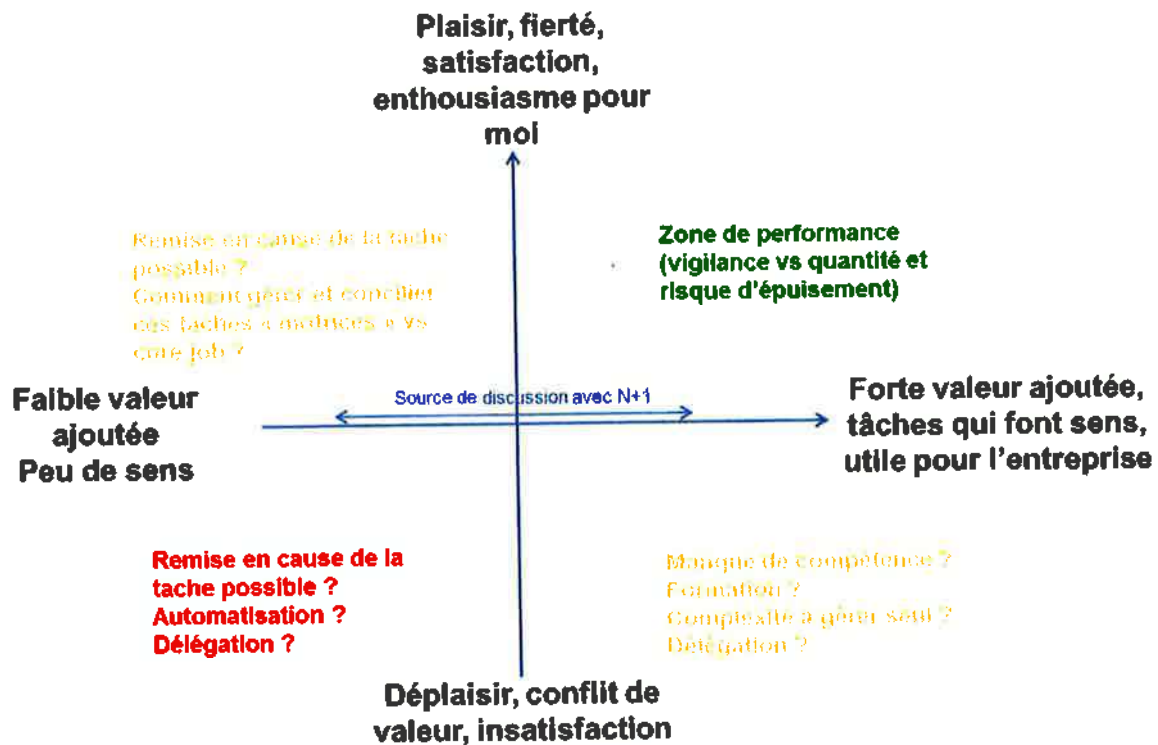 Plaisir, fierté,
satisfaction,
enthousiasme pour
moi
Remise en cause de la tache
possible ?
Comment gérer et concilier
ces taches « motrices » vs
core job ?
Zone de performance
(vigilance vs quantité et
risque d'épuisement)
Faible valeur
ajoutée
Peu de sens
Source de discussion avec N+1
Forte valeur ajoutée,
tâches qui font sens,
utile pour l'entreprise
Remise en cause de la
tache possible ?
Automatisation ?
Délégation ?
Manque de compétence ?
Formation ?
Complexité à gérer seul ?
Délégation ?
Déplaisir, conflit de
valeur, insatisfaction